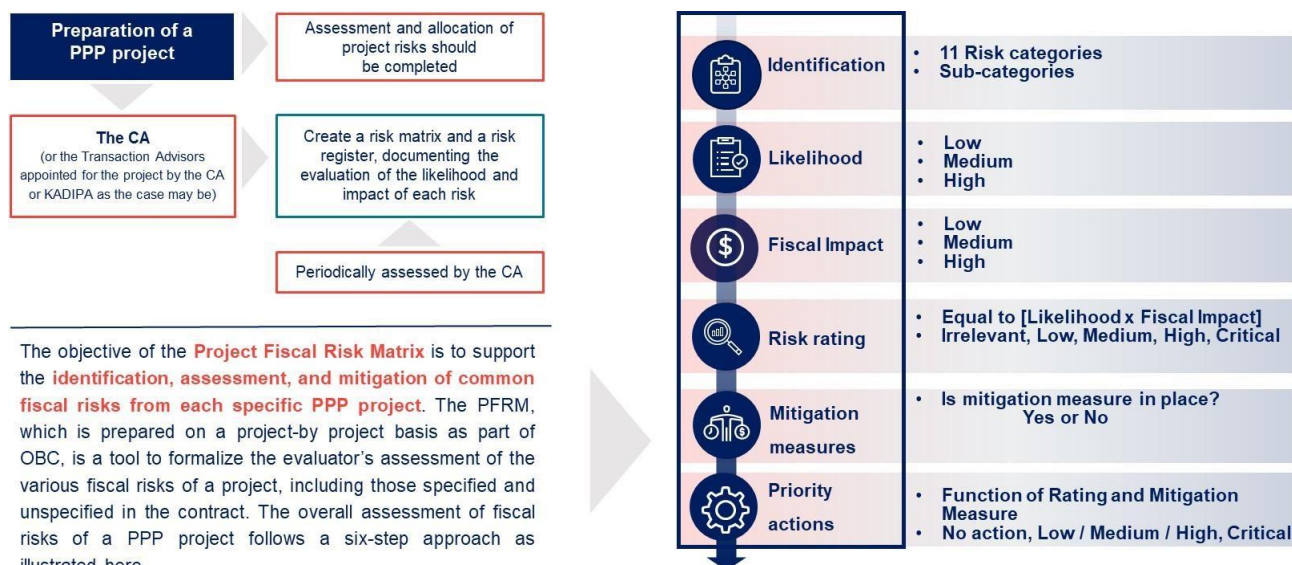 Preparation of a
PPP project
Assessment and allocation of
project risks should
be completed
The CA
(or the Transaction Advisors
appointed for the project by the CA
or KADIPA as the case may be)
Create a risk matrix and a risk
register, documenting the
evaluation of the likelihood and
impact of each risk
Periodically assessed by the CA
The objective of the Project Fiscal Risk Matrix is to support
the identification, assessment, and mitigation of common
fiscal risks from each specific PPP project. The PFRM,
which is prepared on a project-by project basis as part of
OBC, is a tool to formalize the evaluator's assessment of the
various fiscal risks of a project, including those specified and
unspecified in the contract. The overall assessment of fiscal
risks of a PPP project follows a six-step approach as
illustrated here
Identification
• 11 Risk categories
• Sub-categories
Likelihood
• Low
• Medium
• High
$
Fiscal Impact
• Low
• Medium
• High
Risk rating
• Equal to [Likelihood x Fiscal Impact]
• Irrelevant, Low, Medium, High, Critical
Mitigation
measures
• Is mitigation measure in place?
Yes or No
Priority
actions
• Function of Rating and Mitigation
Measure
• No action, Low / Medium / High, Critical